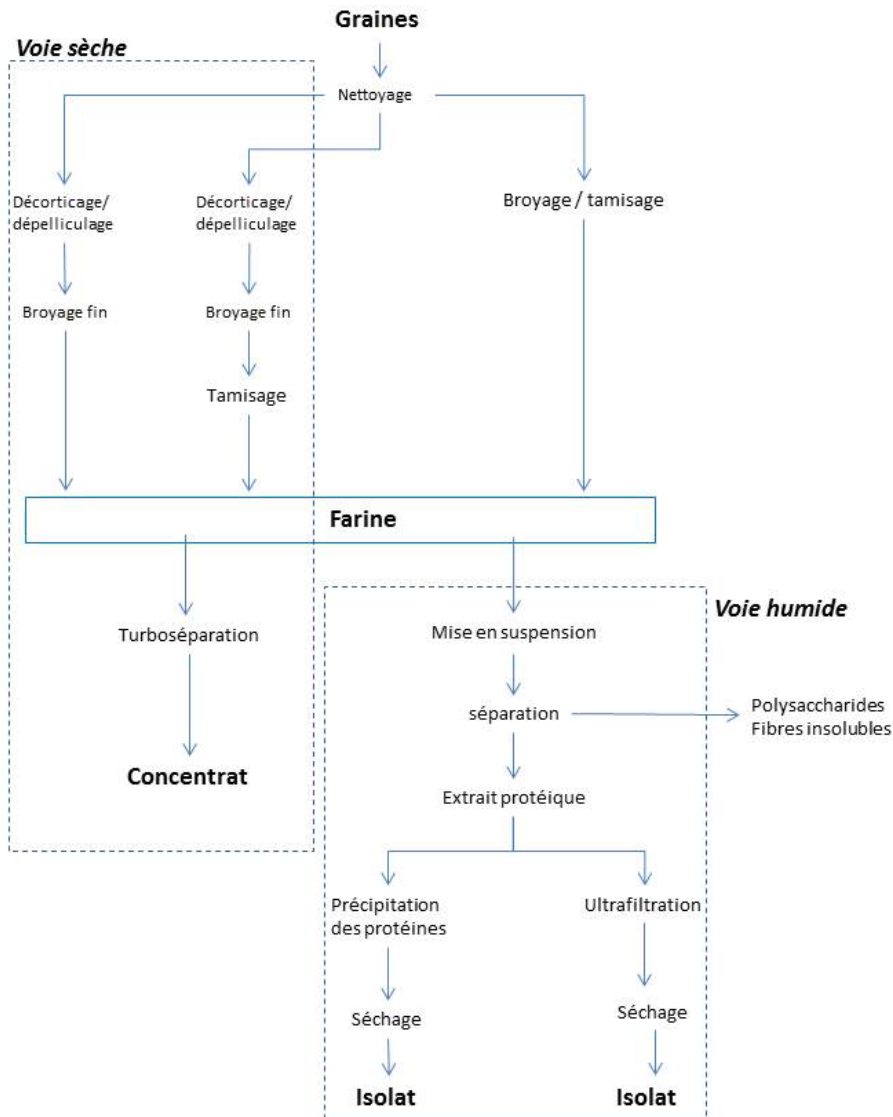 Graines
Voie sèche
Nettoyage
Décorticage/
dépelliculage
Décorticage/
dépelliculage
Broyage / tamisage
Broyage fin
Broyage fin
Tamisage
Farine
Voie humide
Turboséparation
Mise en suspension
séparation
Polysaccharides
Fibres insolubles
Concentrat
Extrait protéique
Précipitation
des protéines
Ultrafiltration
Séchage
Séchage
Isolat
Isolat